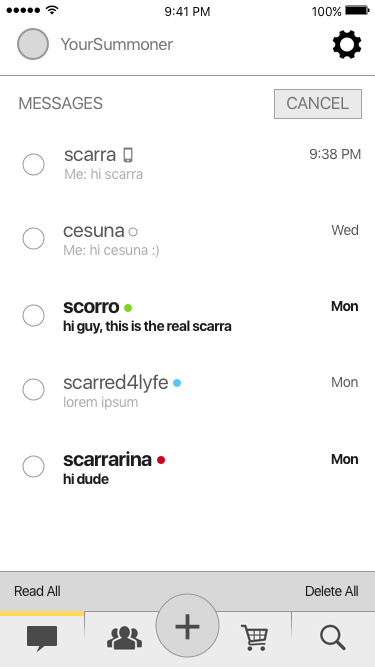 9:41 PM 100%
YourSummoner
MESSAGES CANCEL
scarra 9:38 PM
Me: hi scarra
cesuna Wed
Me: hi cesuna :)
scorro Mon
hi guy, this is the real scarra
scarred4lyfe Mon
lorem ipsum
scarrarina Mon
hi dude
Read All Delete All